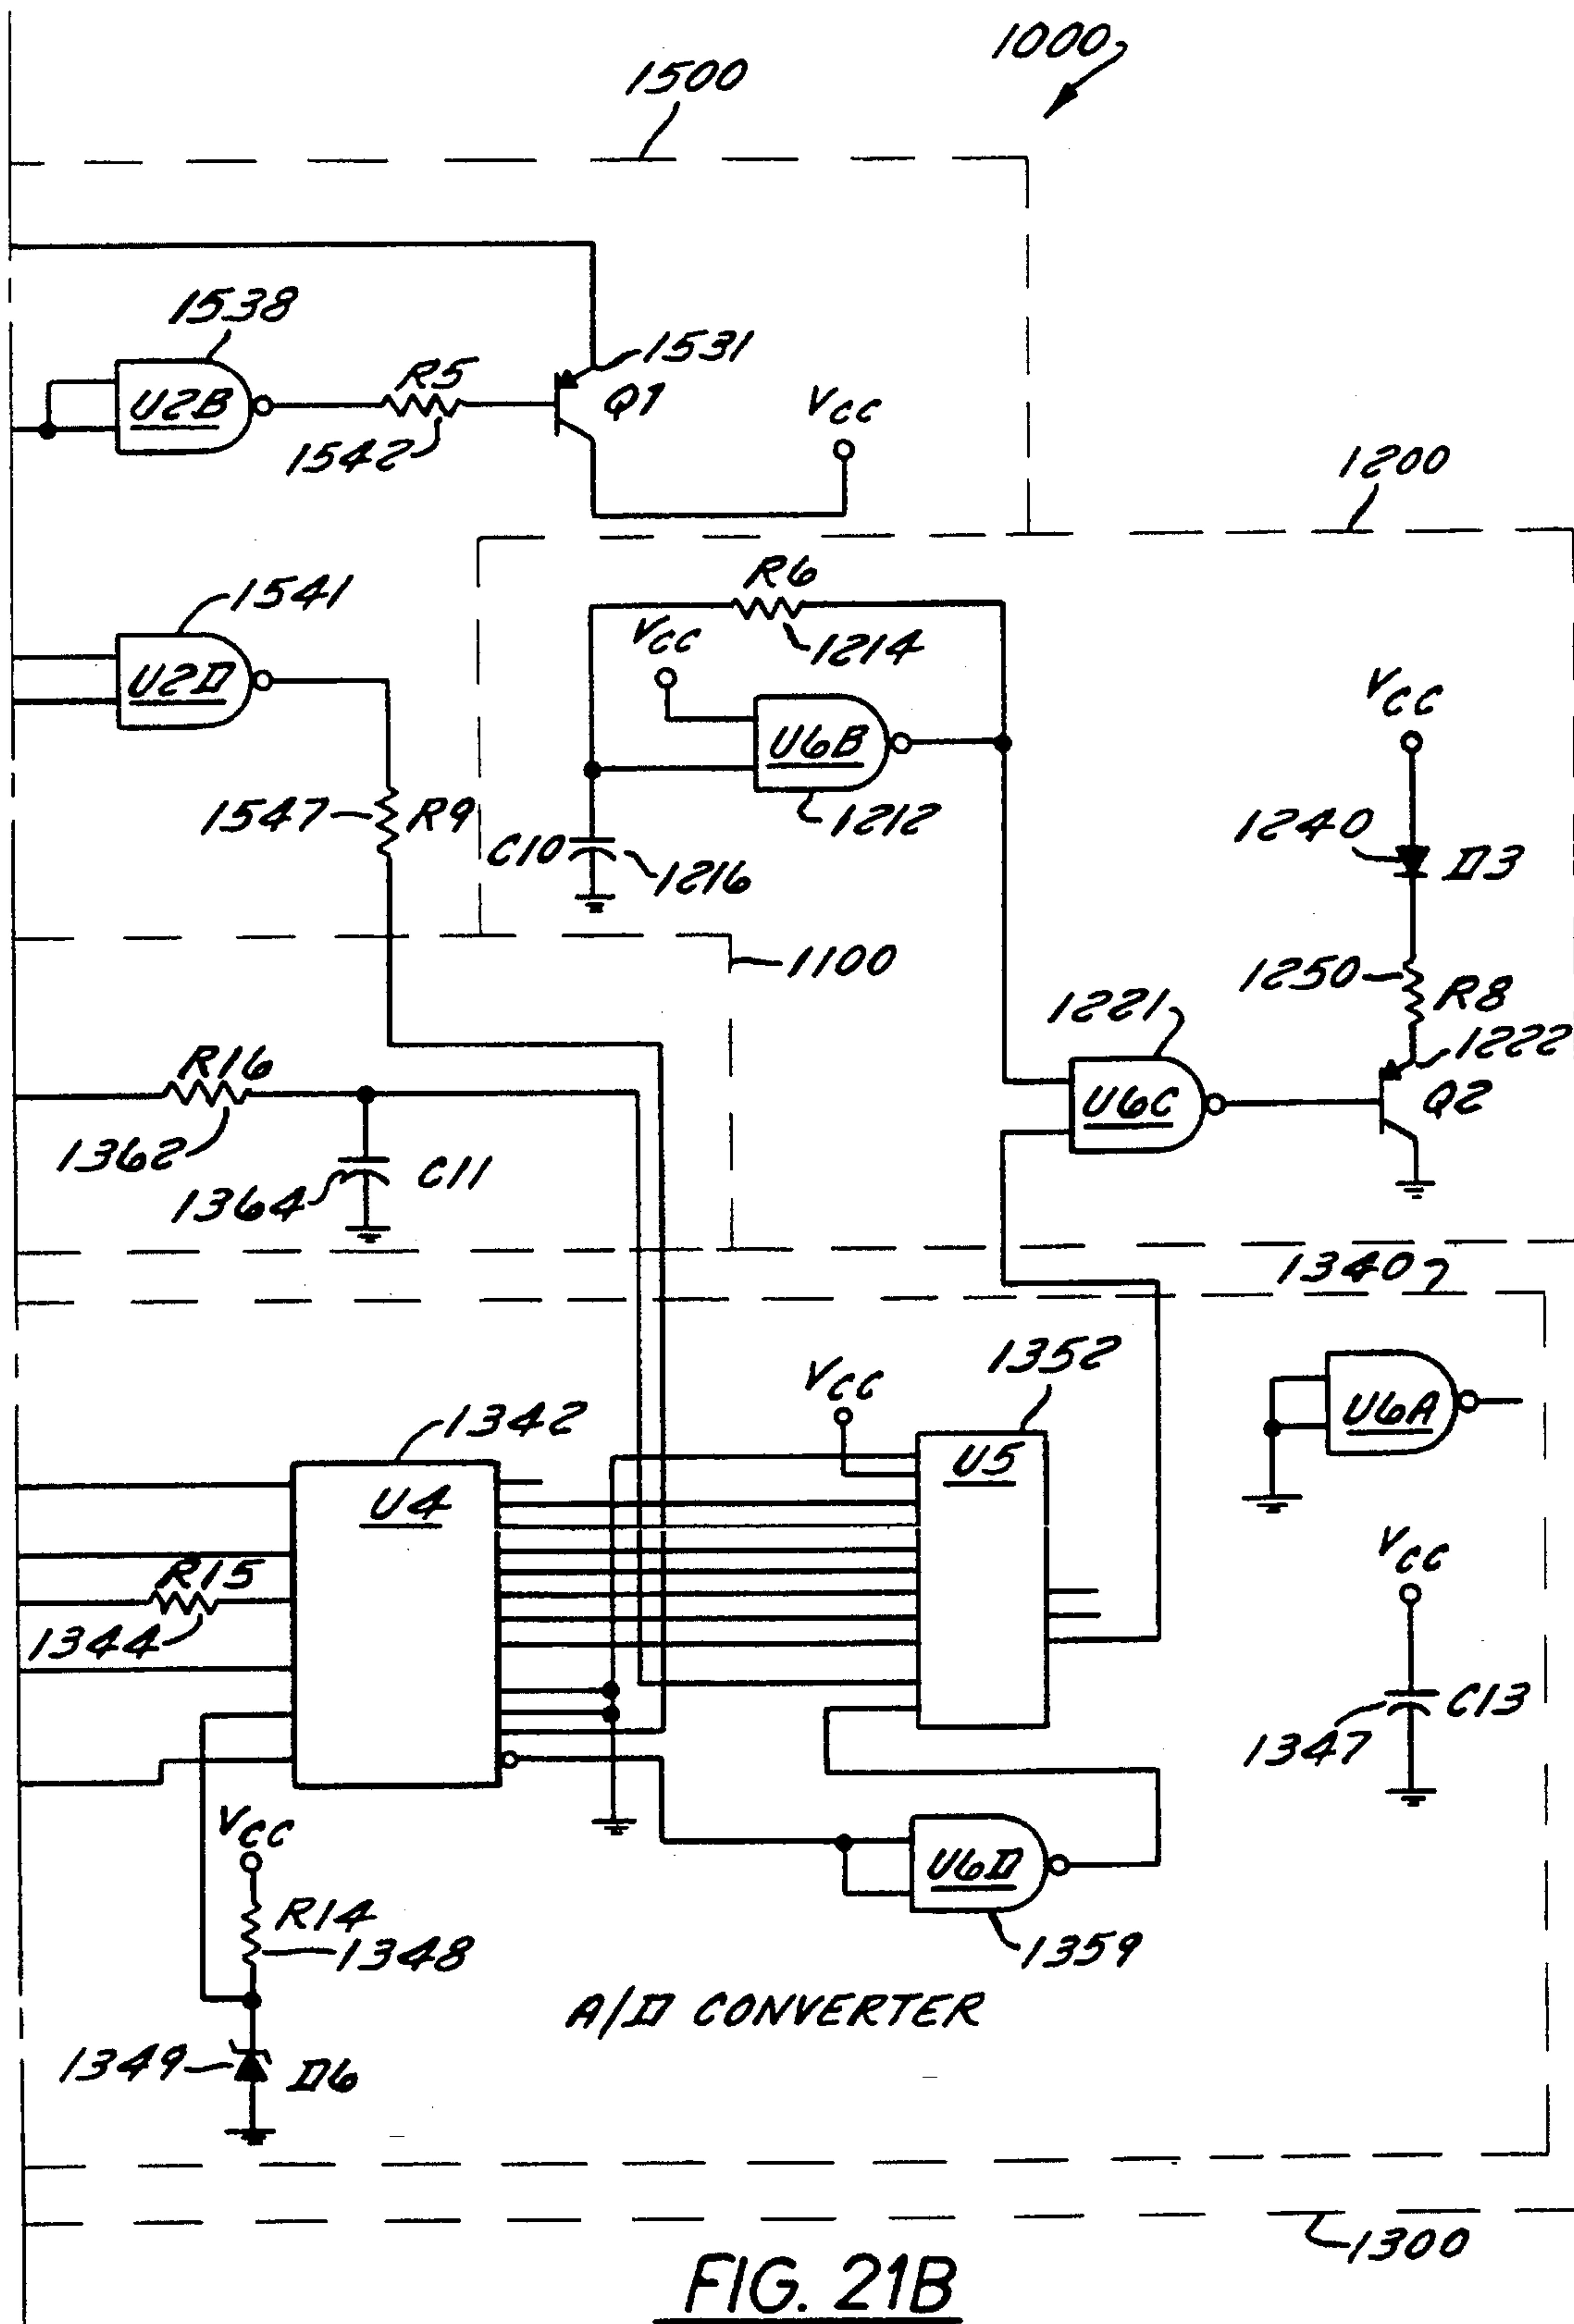 1000
1500
1538
U2B
R5
1542
1531
Q1
VCC
1200
1541
U2D
R6
1214
VCC
U6B
1212
VCC
1547
R9
C10
1216
1240
D3
1100
1250
R8
1221
1222
R16
U6C
Q2
1362
C11
1364
1340
1352
VCC
U6A
1342
U5
U4
VCC
R15
1344
C13
1347
VCC
U6D
R14
1348
1359
A/D CONVERTER
1349
D6
1300
FIG. 21B